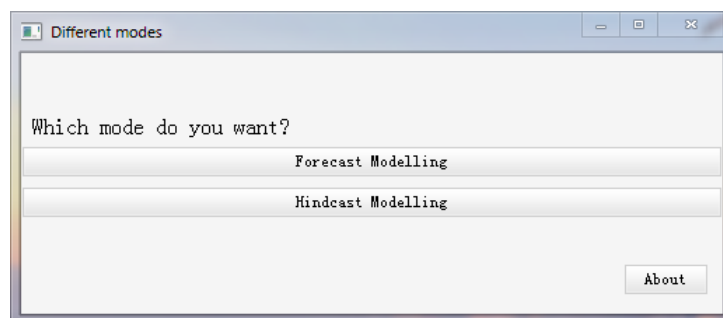 Different modes
Which mode do you want?
Forecast Modelling
Hindcast Modelling
About